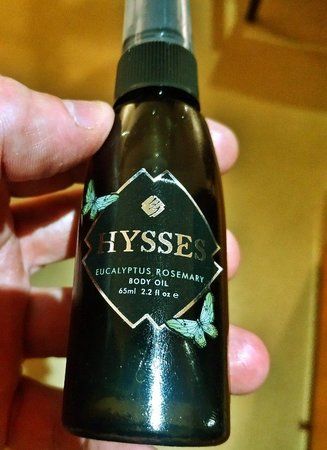 HYSSES
EUCALYPTUS ROSEMARY
BODY OIL
65ml 2.2 fl oz e